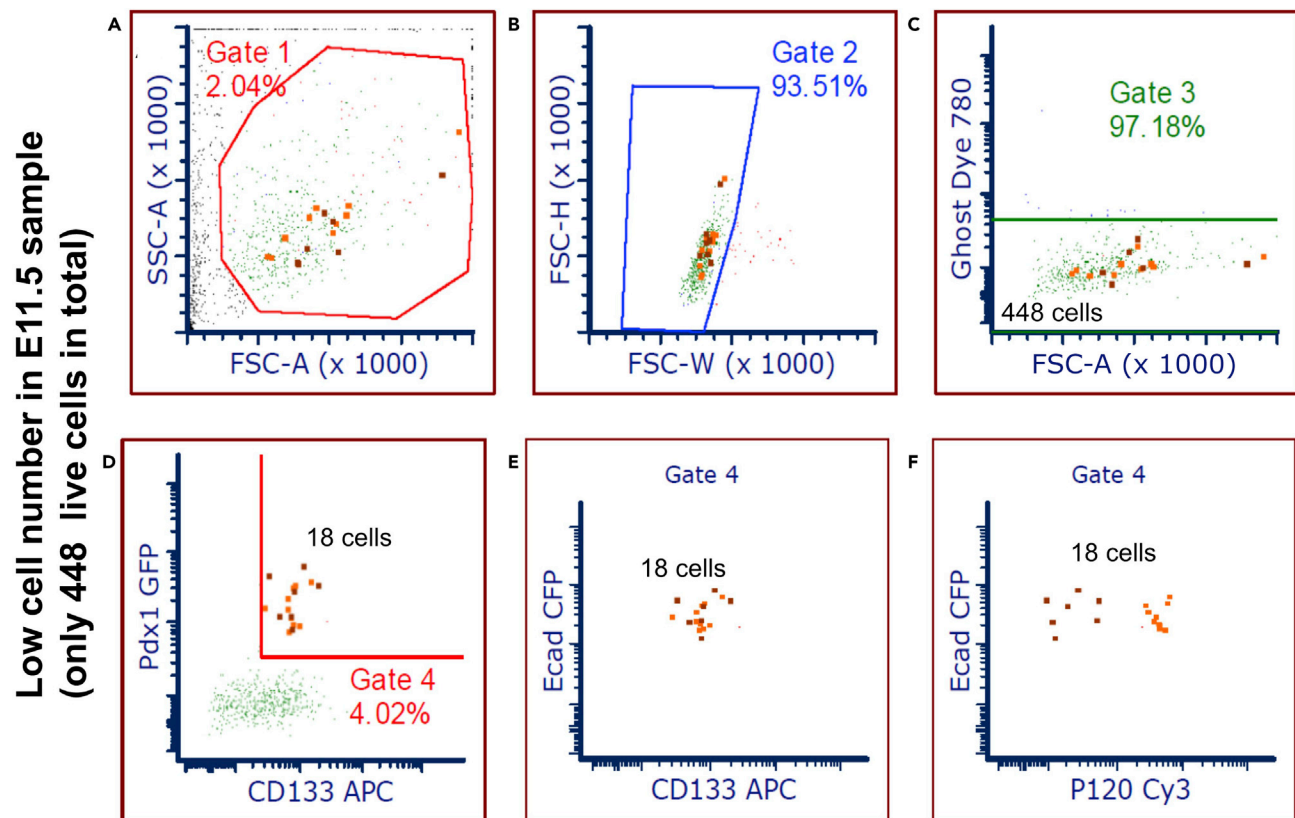 Low cell number in E11.5 sample
(only 448 live cells in total)
A
Gate 1
2.04%
SSC-A (x 1000)
FSC-A (x 1000)
B
Gate 2
93.51%
FSC-H (x 1000)
FSC-W (x 1000)
C
Gate 3
97.18%
Ghost Dye 780
448 cells
FSC-A (x 1000)
D
18 cells
Pdx1 GFP
Gate 4
4.02%
CD133 APC
E
Gate 4
18 cells
Ecad CFP
CD133 APC
F
Gate 4
18 cells
Ecad CFP
P120 Cy3